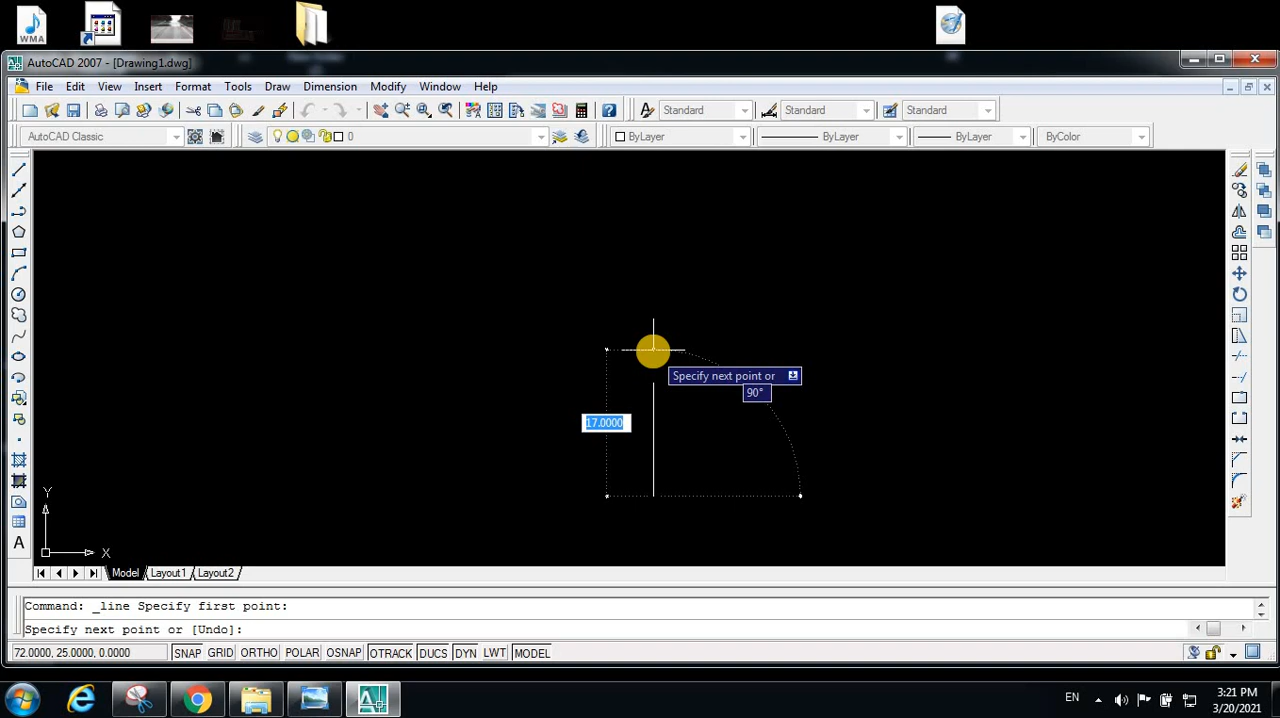 WMA
AutoCAD 2007 - [Drawing1.dwg]
File Edit View Insert Format Tools Draw Dimension Modify Window Help
Standard Standard Standard
AutoCAD Classic 0 ByLayer ByLayer ByLayer ByColor
Specify next point or
90°
17.0000
Y
X
A
Model Layout1 Layout2
Command: _line Specify first point:
Specify next point or [Undo]:
72.0000, 25.0000, 0.0000 SNAP GRID ORTHO POLAR OSNAP OTRACK DUCS DYN LWT MODEL
EN 3:21 PM
3/20/2021